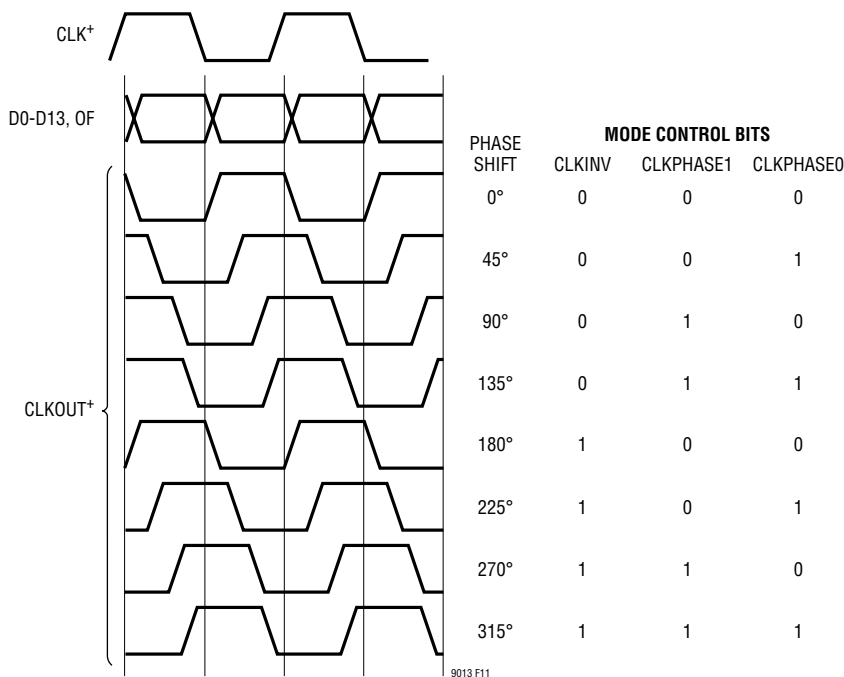 CLK+
D0-D13, OF
CLKOUT+
PHASE SHIFT
MODE CONTROL BITS
CLKINV CLKPHASE1 CLKPHASE0
0° 0 0 0
45° 0 0 1
90° 0 1 0
135° 0 1 1
180° 1 0 0
225° 1 0 1
270° 1 1 0
315° 1 1 1
9013 F11